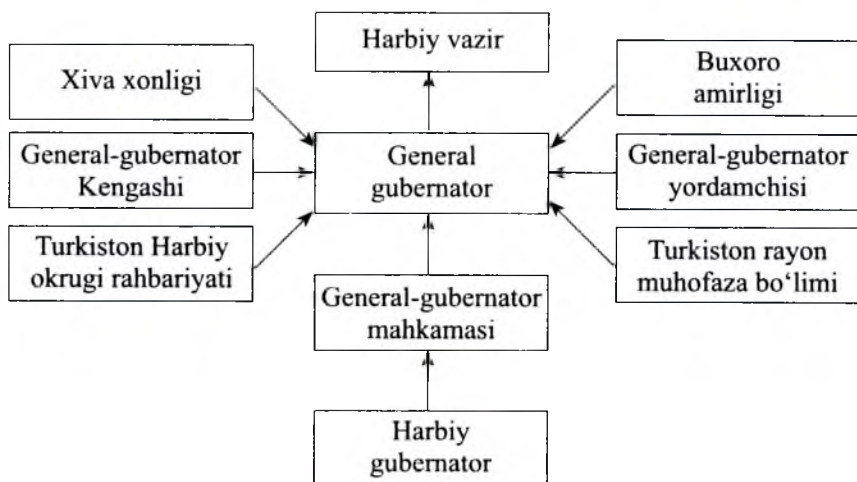 Harbiy vazir
Xiva xonligi
Buxoro
amirligi
General-gubernator
Kengashi
General
gubernator
General-gubernator
yordamchisi
Turkiston Harbiy
okrugi rahbariyati
Turkiston rayon
muhofaza bo‘limi
General-gubernator
mahkamasi
Harbiy
gubernator